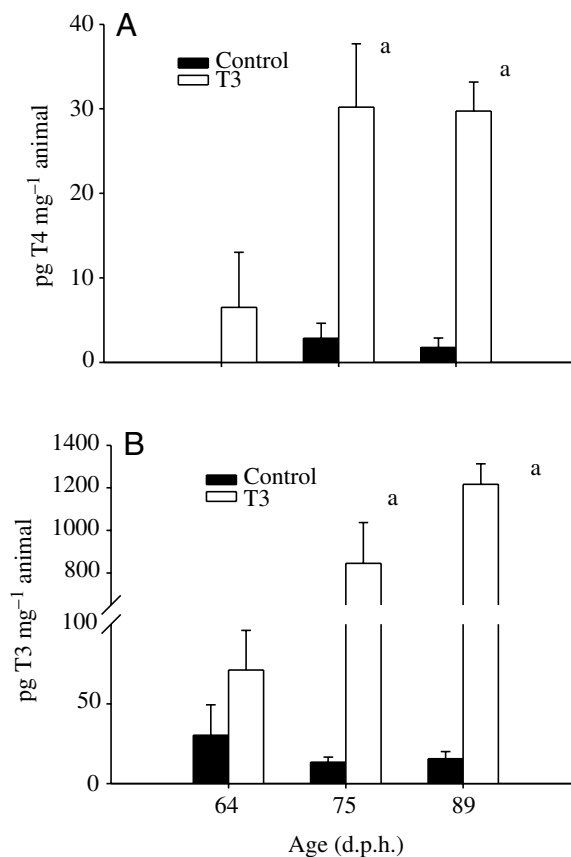 A
Control
T3
pg T4 mg⁻¹ animal
40
30
20
10
0
a
a
B
Control
T3
pg T3 mg⁻¹ animal
1400
1200
1000
800
100
50
0
a
a
64
75
89
Age (d.p.h.)